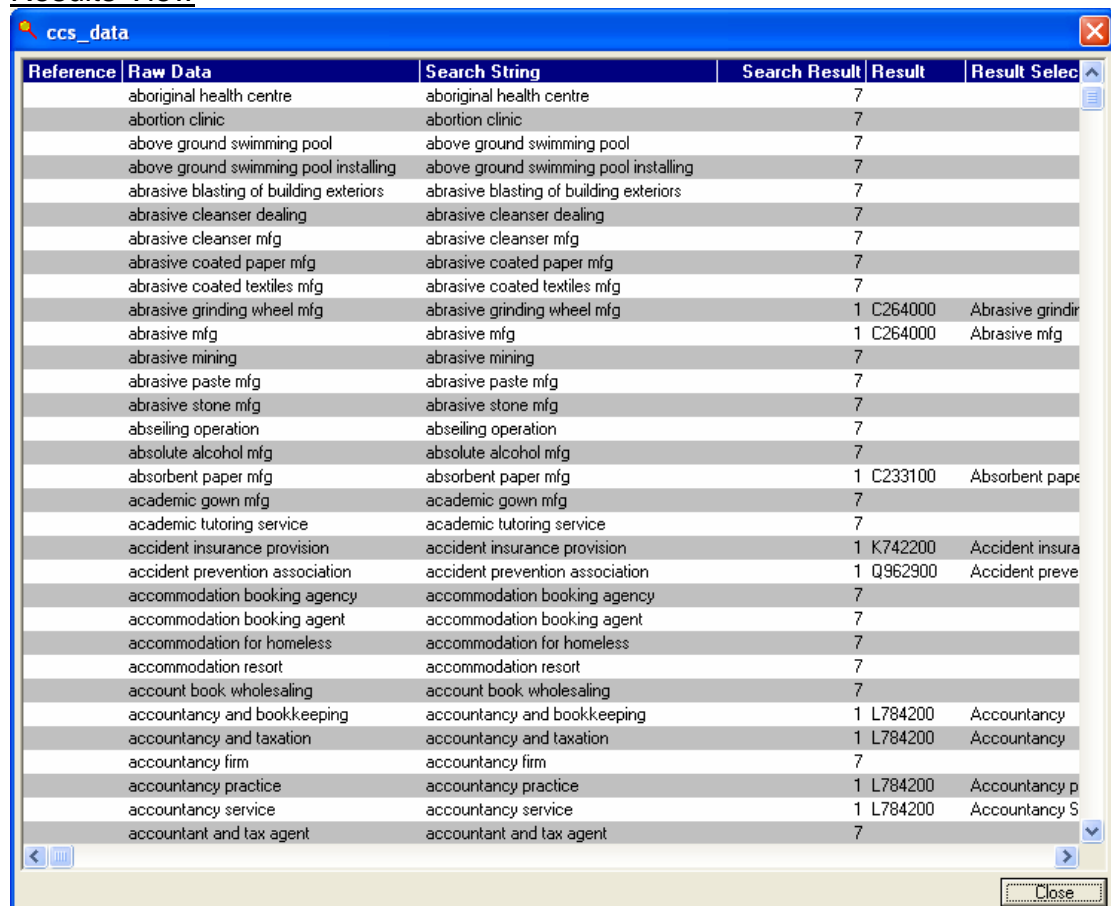 Results View
ccs_data
Reference Raw Data Search String Search Result Result Selec
aboriginal health centre aboriginal health centre 7
abortion clinic abortion clinic 7
above ground swimming pool above ground swimming pool 7
above ground swimming pool installing above ground swimming pool installing 7
abrasive blasting of building exteriors abrasive blasting of building exteriors 7
abrasive cleanser dealing abrasive cleanser dealing 7
abrasive cleanser mfg abrasive cleanser mfg 7
abrasive coated paper mfg abrasive coated paper mfg 7
abrasive coated textiles mfg abrasive coated textiles mfg 7
abrasive grinding wheel mfg abrasive grinding wheel mfg 1 C264000 Abrasive grindir
abrasive mfg abrasive mfg 1 C264000 Abrasive mfg
abrasive mining abrasive mining 7
abrasive paste mfg abrasive paste mfg 7
abrasive stone mfg abrasive stone mfg 7
abseiling operation abseiling operation 7
absolute alcohol mfg absolute alcohol mfg 7
absorbent paper mfg absorbent paper mfg 1 C233100 Absorbent pape
academic gown mfg academic gown mfg 7
academic tutoring service academic tutoring service 7
accident insurance provision accident insurance provision 1 K742200 Accident insura
accident prevention association accident prevention association 1 Q962900 Accident preve
accommodation booking agency accommodation booking agency 7
accommodation booking agent accommodation booking agent 7
accommodation for homeless accommodation for homeless 7
accommodation resort accommodation resort 7
account book wholesaling account book wholesaling 7
accountancy and bookkeeping accountancy and bookkeeping 1 L784200 Accountancy
accountancy and taxation accountancy and taxation 1 L784200 Accountancy
accountancy firm accountancy firm 7
accountancy practice accountancy practice 1 L784200 Accountancy p
accountancy service accountancy service 1 L784200 Accountancy S
accountant and tax agent accountant and tax agent 7
Close